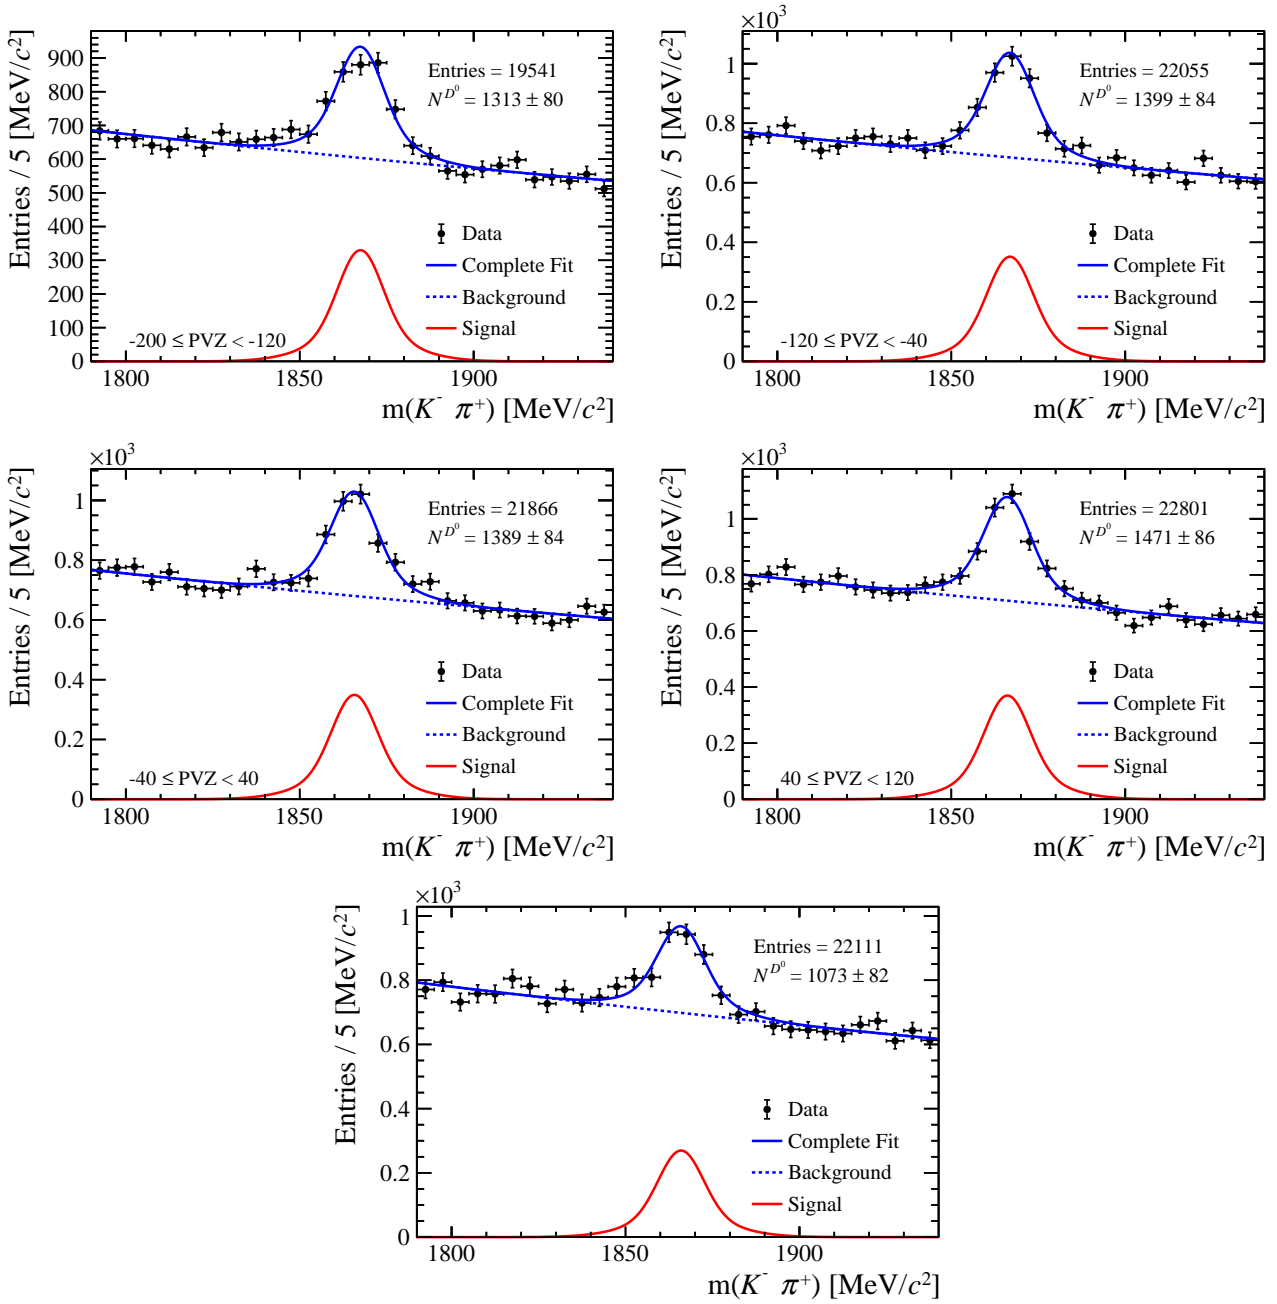 Entries / 5 [MeV/c²]
900
800
700
600
500
400
300
200
100
0
Entries = 19541
N^{D⁰} = 1313 ± 80
Data
Complete Fit
Background
Signal
-200 ≤ PVZ < -120
1800 1850 1900
m(K⁻ π⁺) [MeV/c²]
×10³
Entries / 5 [MeV/c²]
1
0.8
0.6
0.4
0.2
0
Entries = 22055
N^{D⁰} = 1399 ± 84
Data
Complete Fit
Background
Signal
-120 ≤ PVZ < -40
1800 1850 1900
m(K⁻ π⁺) [MeV/c²]
×10³
Entries / 5 [MeV/c²]
1
0.8
0.6
0.4
0.2
0
Entries = 21866
N^{D⁰} = 1389 ± 84
Data
Complete Fit
Background
Signal
-40 ≤ PVZ < 40
1800 1850 1900
m(K⁻ π⁺) [MeV/c²]
×10³
Entries / 5 [MeV/c²]
1
0.8
0.6
0.4
0.2
0
Entries = 22801
N^{D⁰} = 1471 ± 86
Data
Complete Fit
Background
Signal
40 ≤ PVZ < 120
1800 1850 1900
m(K⁻ π⁺) [MeV/c²]
×10³
Entries / 5 [MeV/c²]
1
0.8
0.6
0.4
0.2
0
Entries = 22111
N^{D⁰} = 1073 ± 82
Data
Complete Fit
Background
Signal
1800 1850 1900
m(K⁻ π⁺) [MeV/c²]